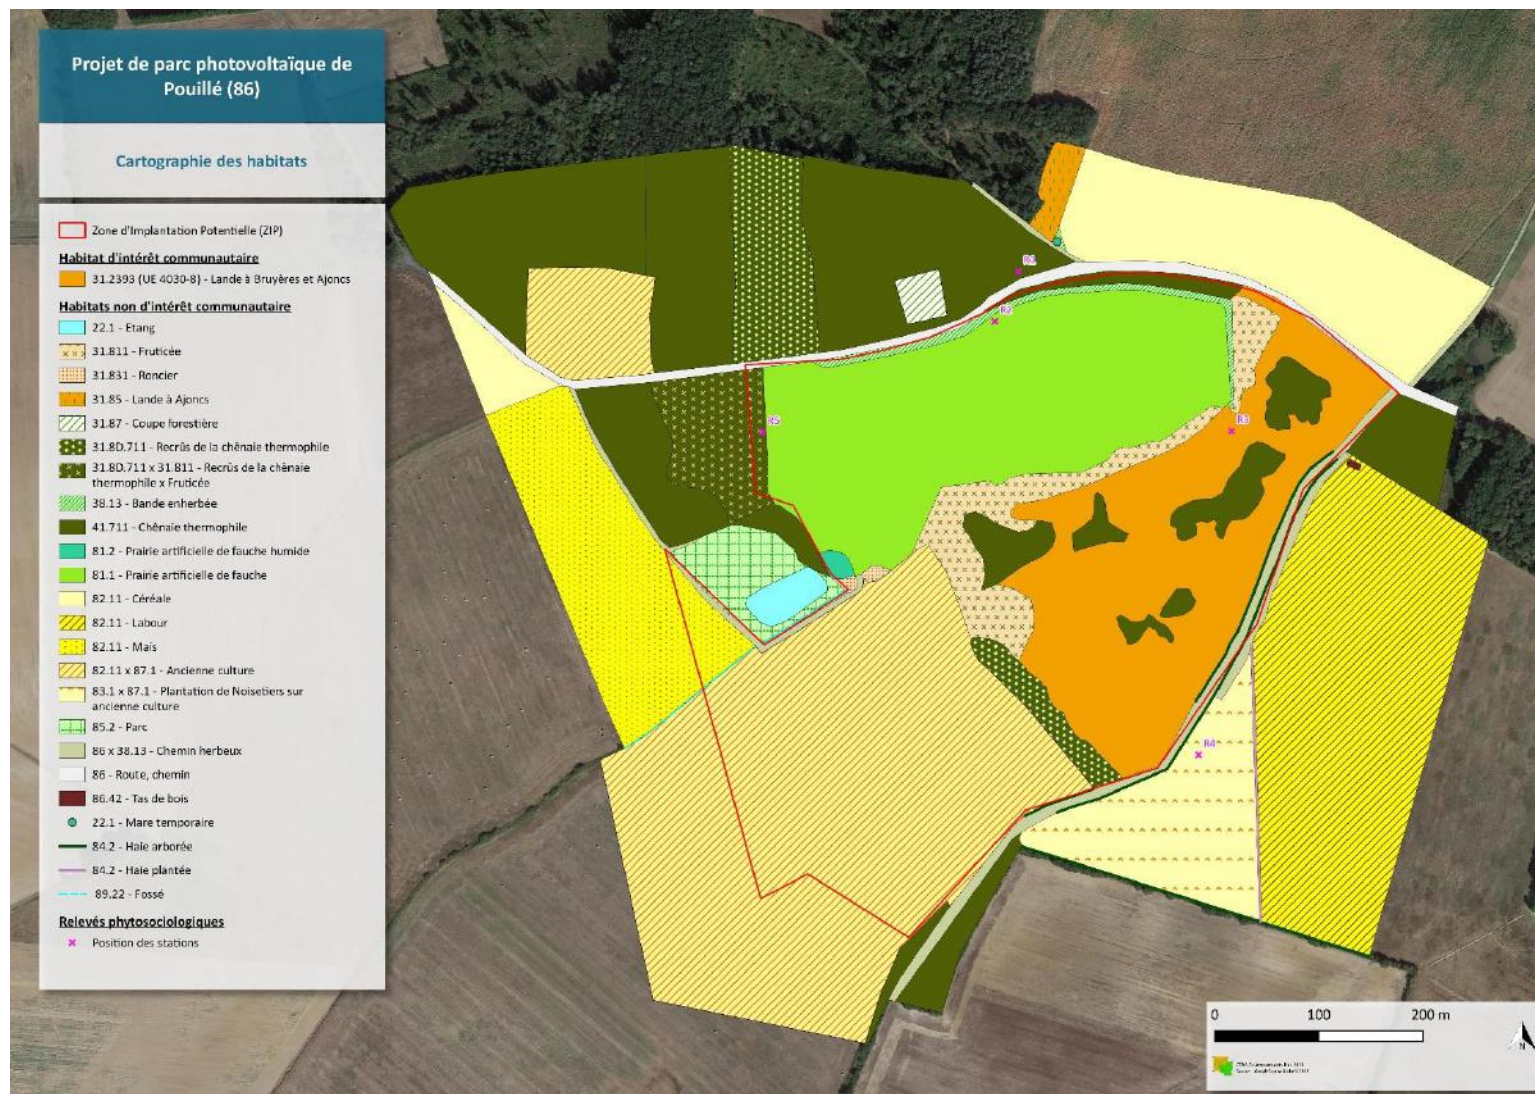 Projet de parc photovoltaïque de
Pouillé (86)
Cartographie des habitats
Zone d'Implantation Potentielle (ZIP)
Habitat d'intérêt communautaire
31.2393 (UE 4030-8) - Lande à Bruyères et Ajoncs
Habitats non d'intérêt communautaire
22.1 - Etang
31.811 - Fruticée
31.831 - Roncier
31.85 - Lande à Ajoncs
31.87 - Coupe forestière
31.8D.711 - Recrûs de la chênaie thermophile
31.8D.711 x 31.811 - Recrûs de la chênaie
thermophile x Fruticée
38.13 - Bande enherbée
41.711 - Chênaie thermophile
81.2 - Prairie artificielle de fauche humide
81.1 - Prairie artificielle de fauche
82.11 - Céréale
82.11 - Labour
82.11 - Maïs
82.11 x 87.1 - Ancienne culture
83.1 x 87.1 - Plantation de Noisetiers sur
ancienne culture
85.2 - Parc
86 x 38.13 - Chemin herbeux
86 - Route, chemin
86.42 - Tas de bois
22.1 - Mare temporaire
84.2 - Haie arborée
84.2 - Haie plantée
89.22 - Fossé
Relevés phytosociologiques
Position des stations
R1
R2
R5
R3
R4
0 100 200 m
N